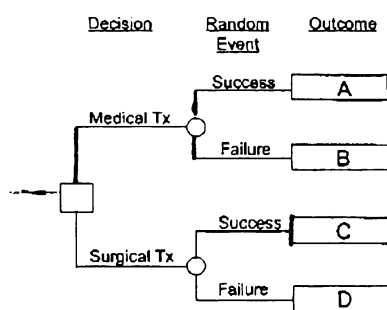 Decision Random Event Outcome
Success A
Medical Tx
Failure B
Success C
Surgical Tx
Failure D